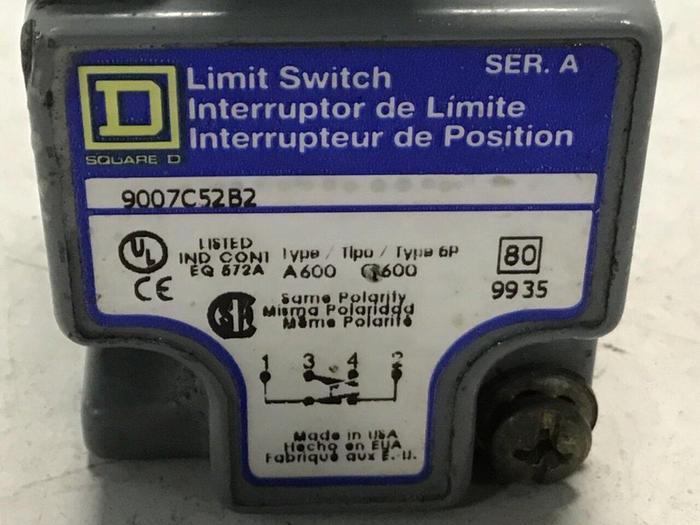 SER. A
D
SQUARE D
Limit Switch
Interruptor de Límite
Interrupteur de Position
9007C52B2
UL
LISTED
IND CONT
EQ 572A
Type / Tipo / Type 6P
A600 600
80
9935
CE
Same Polarity
Misma Polaridad
Même Polarité
1 3 4 2
Made in USA
Hecho en EUA
Fabriqué aux E.-U.